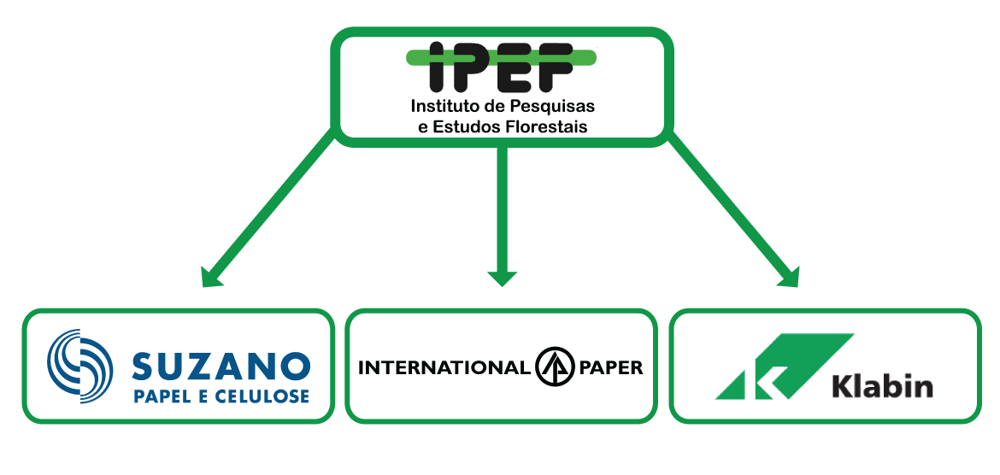 IPEF
Instituto de Pesquisas
e Estudos Florestais
SUZANO
PAPEL E CELULOSE
INTERNATIONAL PAPER
Klabin